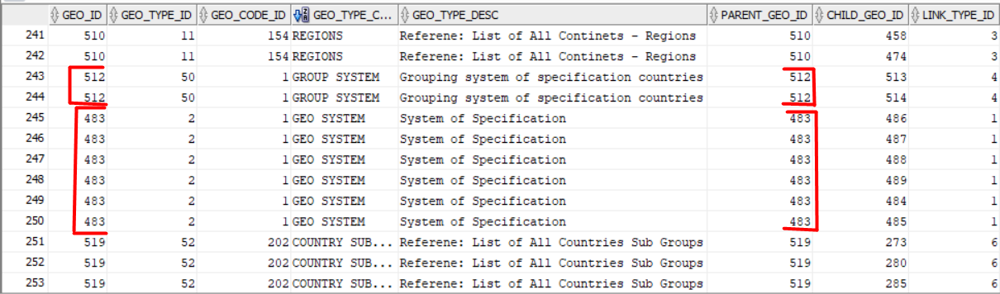 GEO_ID GEO_TYPE_ID GEO_CODE_ID GEO_TYPE_C... GEO_TYPE_DESC PARENT_GEO_ID CHILD_GEO_ID LINK_TYPE_ID
241 510 11 154 REGIONS Referene: List of All Continets - Regions 510 458 3
242 510 11 154 REGIONS Referene: List of All Continets - Regions 510 474 3
243 512 50 1 GROUP SYSTEM Grouping system of specification countries 512 513 4
244 512 50 1 GROUP SYSTEM Grouping system of specification countries 512 514 4
245 483 2 1 GEO SYSTEM System of Specification 483 486 1
246 483 2 1 GEO SYSTEM System of Specification 483 487 1
247 483 2 1 GEO SYSTEM System of Specification 483 488 1
248 483 2 1 GEO SYSTEM System of Specification 483 489 1
249 483 2 1 GEO SYSTEM System of Specification 483 484 1
250 483 2 1 GEO SYSTEM System of Specification 483 485 1
251 519 52 202 COUNTRY SUB... Referene: List of All Countries Sub Groups 519 273 6
252 519 52 202 COUNTRY SUB... Referene: List of All Countries Sub Groups 519 280 6
253 519 52 202 COUNTRY SUB... Referene: List of All Countries Sub Groups 519 285 6